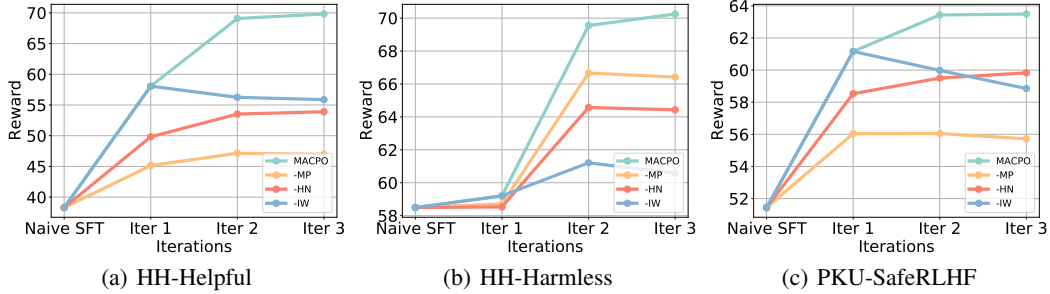 Reward
70
65
60
55
50
45
40
MACPO
-MP
-HN
-IW
Naive SFT Iter 1 Iter 2 Iter 3
Iterations
(a) HH-Helpful
Reward
70
68
66
64
62
60
58
MACPO
-MP
-HN
-IW
Naive SFT Iter 1 Iter 2 Iter 3
Iterations
(b) HH-Harmless
Reward
64
62
60
58
56
54
52
MACPO
-MP
-HN
-IW
Naive SFT Iter 1 Iter 2 Iter 3
Iterations
(c) PKU-SafeRLHF